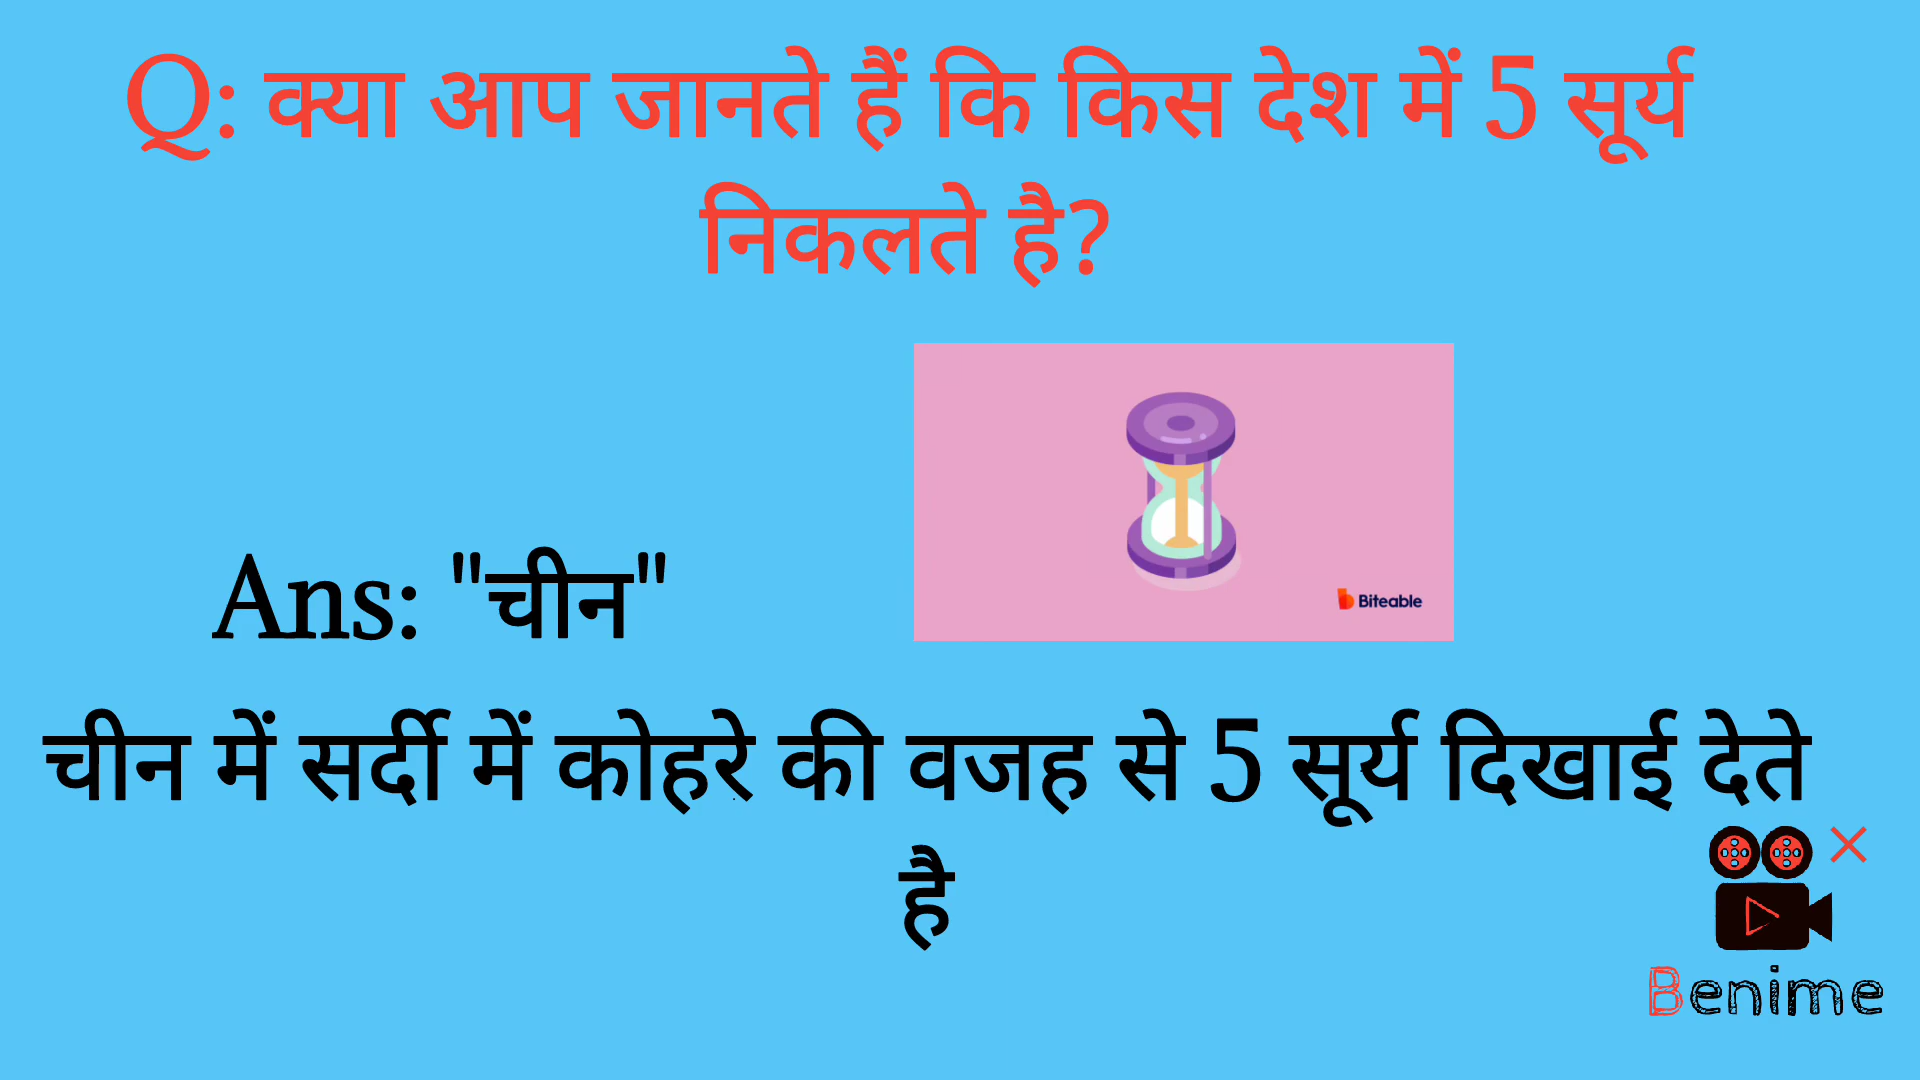 Q: क्या आप जानते हैं कि किस देश में 5 सूर्य
निकलते है?
Biteable
Ans: "चीन"
चीन में सर्दी में कोहरे की वजह से 5 सूर्य दिखाई देते
है
Benime